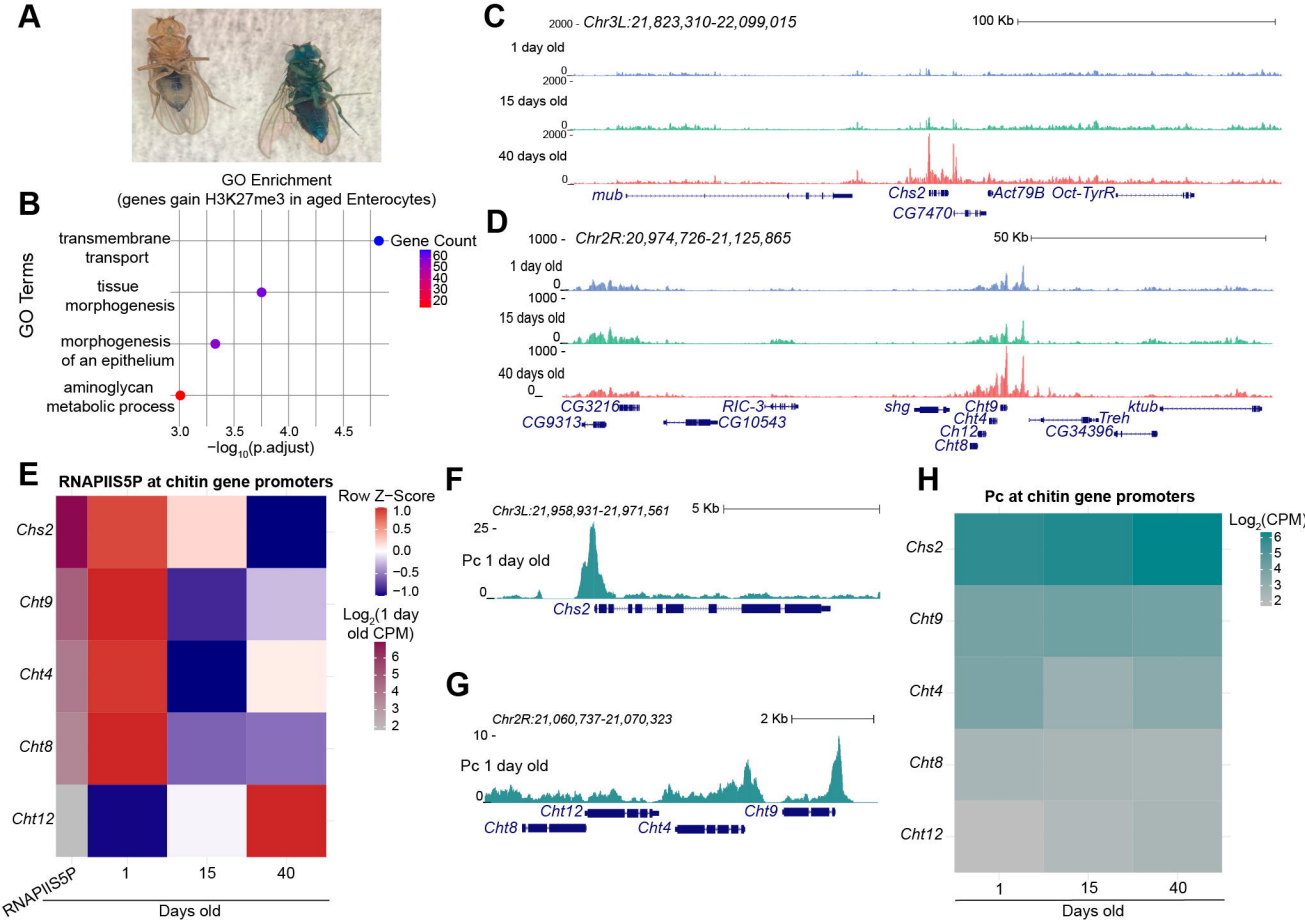 A
GO Enrichment
(genes gain H3K27me3 in aged Enterocytes)
B
GO Terms
transmembrane
transport
tissue
morphogenesis
morphogenesis
of an epithelium
aminoglycan
metabolic process
3.0 3.5 4.0 4.5
−log10(p.adjust)
Gene Count
60
50
40
30
20
C
2000 - Chr3L:21,823,310-22,099,015 100 Kb
1 day old
0
2000 -
15 days old
0
2000 -
40 days old
0
mub Chs2 Act79B Oct-TyrR
CG7470
D
1000 - Chr2R:20,974,726-21,125,865 50 Kb
1 day old
0
1000 -
15 days old
0
1000 -
40 days old
0
CG3216 RIC-3 shg Cht9 ktub
CG9313 CG10543 Cht4 Treh
Ch12 CG34396
Cht8
E
RNAPIIS5P at chitin gene promoters
Chs2
Cht9
Cht4
Cht8
Cht12
RNAPIIS5P 1 15 40
Days old
Row Z-Score
1.0
0.5
0.0
−0.5
−1.0
Log2(1 day
old CPM)
6
5
4
3
2
F
Chr3L:21,958,931-21,971,561 5 Kb
25 -
Pc 1 day old
0
Chs2
G
Chr2R:21,060,737-21,070,323 2 Kb
10 -
Pc 1 day old
0
Cht12 Cht9
Cht8 Cht4
H
Pc at chitin gene promoters
Chs2
Cht9
Cht4
Cht8
Cht12
1 15 40
Days old
Log2(CPM)
6
5
4
3
2